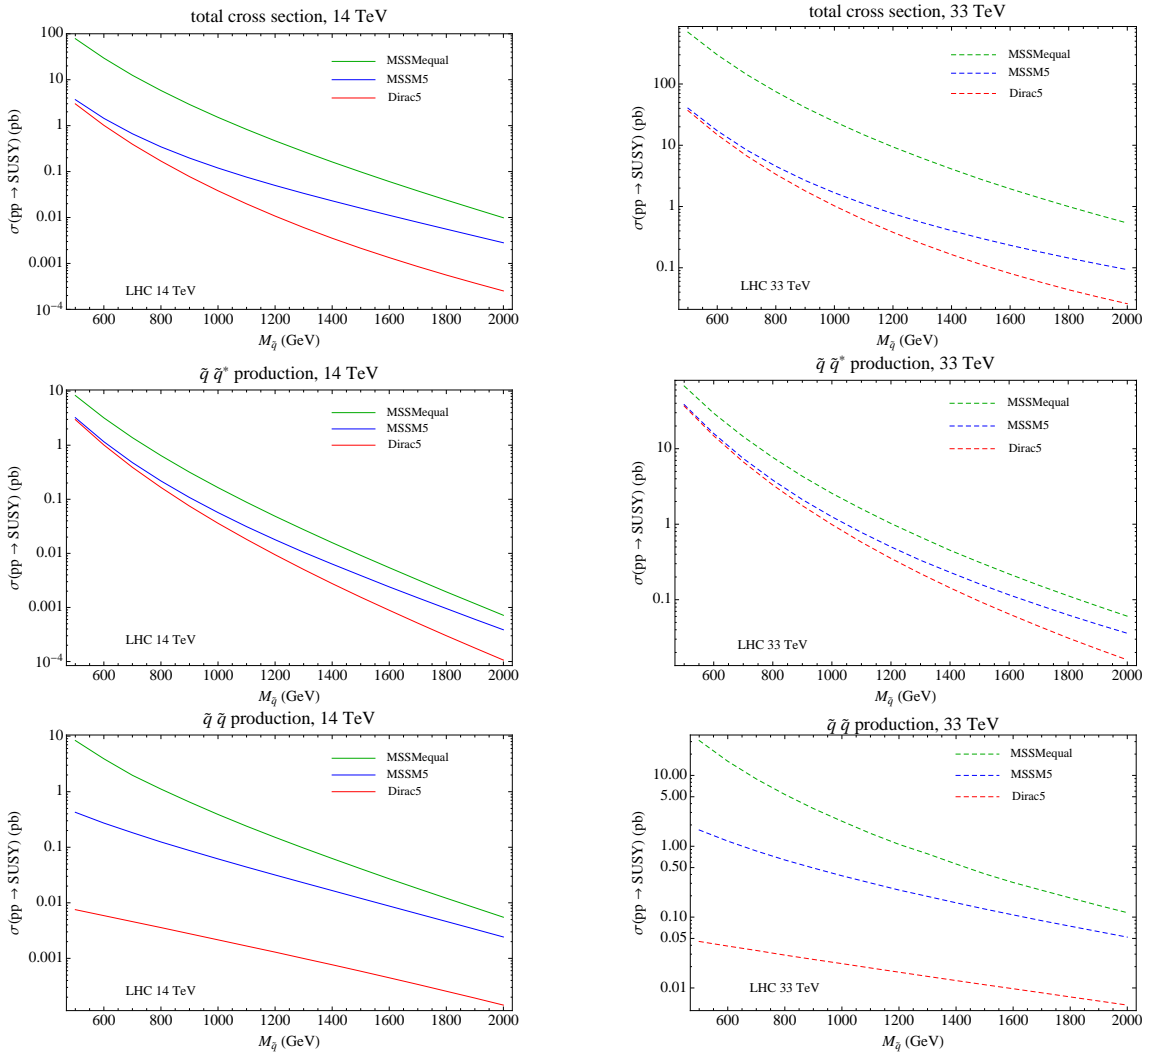 total cross section, 14 TeV
σ(pp → SUSY) (pb)
100
10
1
0.1
0.01
0.001
10⁻⁴
MSSMequal
MSSM5
Dirac5
LHC 14 TeV
600 800 1000 1200 1400 1600 1800 2000
M_q̃ (GeV)
total cross section, 33 TeV
σ(pp → SUSY) (pb)
100
10
1
0.1
MSSMequal
MSSM5
Dirac5
LHC 33 TeV
600 800 1000 1200 1400 1600 1800 2000
M_q̃ (GeV)
q̃ q̃* production, 14 TeV
σ(pp → SUSY) (pb)
10
1
0.1
0.01
0.001
10⁻⁴
MSSMequal
MSSM5
Dirac5
LHC 14 TeV
600 800 1000 1200 1400 1600 1800 2000
M_q̃ (GeV)
q̃ q̃* production, 33 TeV
σ(pp → SUSY) (pb)
10
1
0.1
MSSMequal
MSSM5
Dirac5
LHC 33 TeV
600 800 1000 1200 1400 1600 1800 2000
M_q̃ (GeV)
q̃ q̃ production, 14 TeV
σ(pp → SUSY) (pb)
10
1
0.1
0.01
0.001
MSSMequal
MSSM5
Dirac5
LHC 14 TeV
600 800 1000 1200 1400 1600 1800 2000
M_q̃ (GeV)
q̃ q̃ production, 33 TeV
σ(pp → SUSY) (pb)
10.00
5.00
1.00
0.50
0.10
0.05
0.01
MSSMequal
MSSM5
Dirac5
LHC 33 TeV
600 800 1000 1200 1400 1600 1800 2000
M_q̃ (GeV)